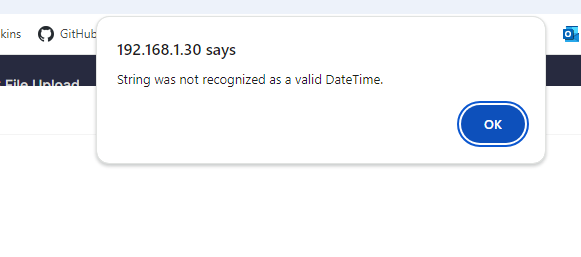 kins GitHub
192.168.1.30 says
String was not recognized as a valid DateTime.
File Upload
OK